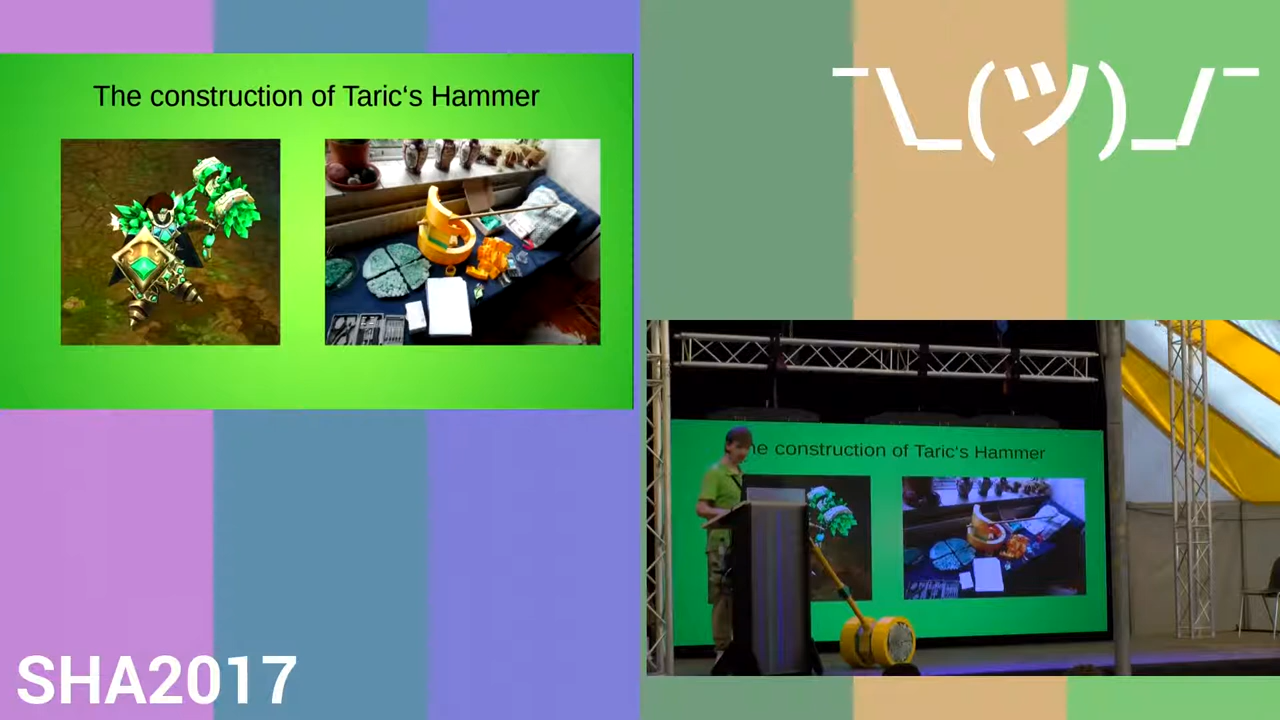 The construction of Taric‘s Hammer
¯\_(ツ)_/¯
he construction of Taric‘s Hammer
SHA2017